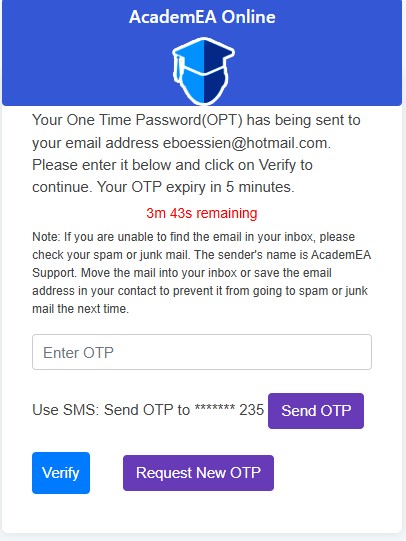 AcademEA Online
Your One Time Password(OPT) has being sent to
your email address eboessien@hotmail.com.
Please enter it below and click on Verify to
continue. Your OTP expiry in 5 minutes.
3m 43s remaining
Note: If you are unable to find the email in your inbox, please
check your spam or junk mail. The sender's name is AcademEA
Support. Move the mail into your inbox or save the email
address in your contact to prevent it from going to spam or junk
mail the next time.
Enter OTP
Use SMS: Send OTP to ******* 235 Send OTP
Verify Request New OTP